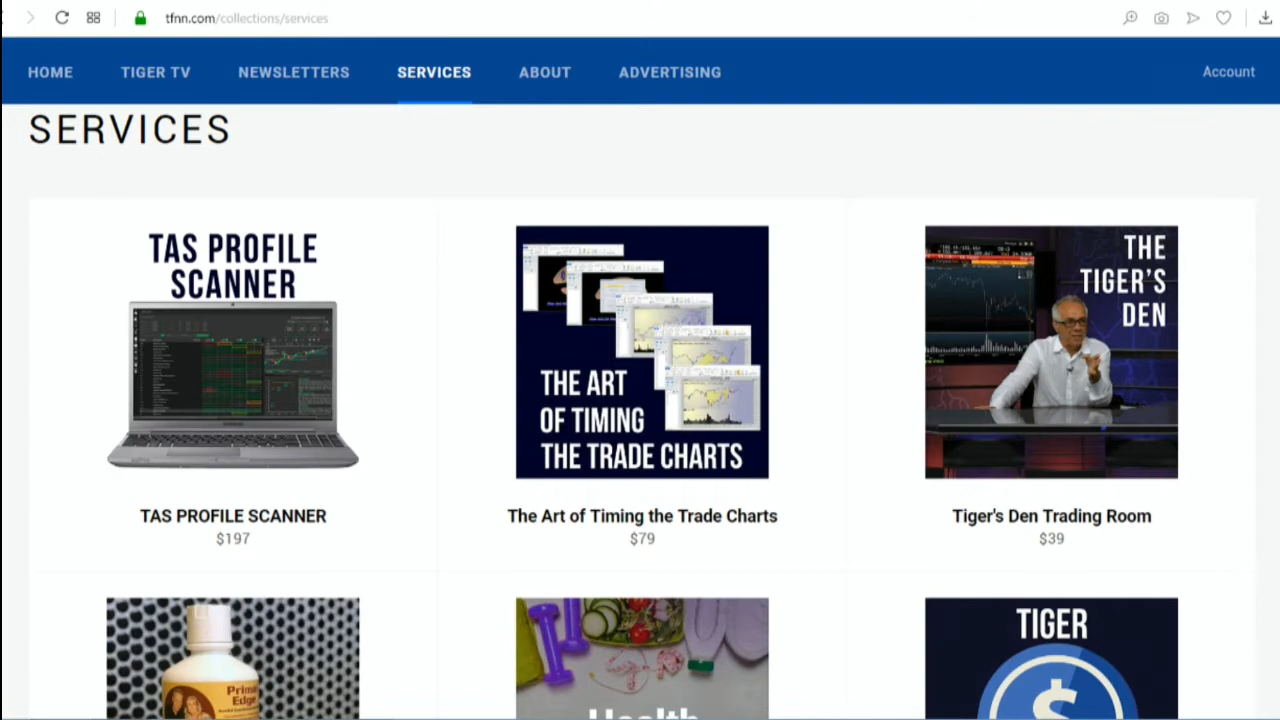 tfnn.com/collections/services
HOME
TIGER TV
NEWSLETTERS
SERVICES
ABOUT
ADVERTISING
Account
SERVICES
TAS PROFILE
SCANNER
THE ART
OF TIMING
THE TRADE CHARTS
THE
TIGER'S
DEN
TAS PROFILE SCANNER
$197
The Art of Timing the Trade Charts
$79
Tiger's Den Trading Room
$39
Edge
Health
TIGER
$